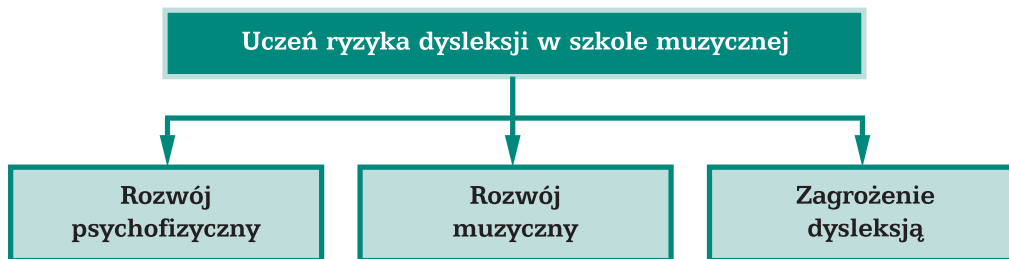 Uczeń ryzyka dysleksji w szkole muzycznej
Rozwój
psychofizyczny
Rozwój
muzyczny
Zagrożenie
dysleksją